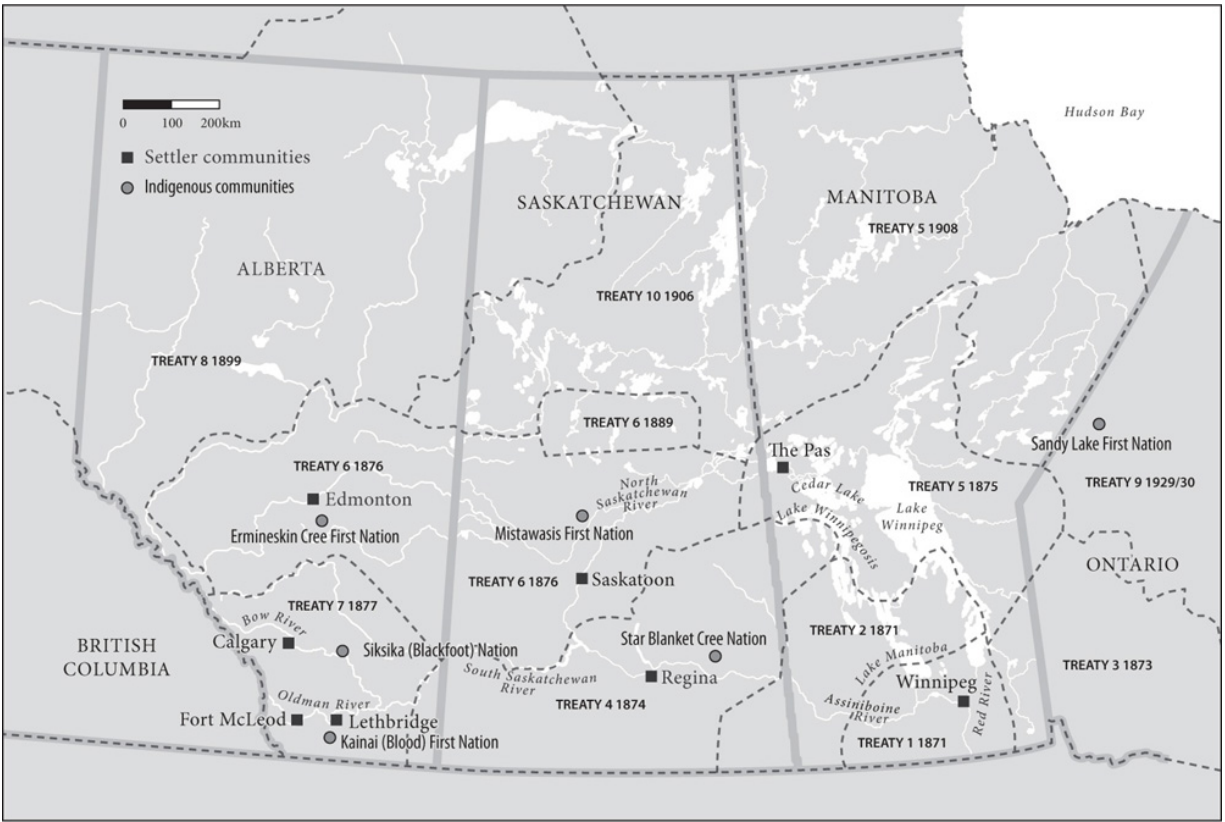 Hudson Bay
0 100 200km
Settler communities
Indigenous communities
SASKATCHEWAN
MANITOBA
TREATY 5 1908
ALBERTA
TREATY 10 1906
TREATY 8 1899
TREATY 6 1889
Sandy Lake First Nation
The Pas
TREATY 6 1876
Edmonton
Ermineskin Cree First Nation
North
Saskatchewan
River
Cedar Lake
TREATY 5 1875
TREATY 9 1929/30
Lake
Winnipeg
Lake Winnipegosis
Mistawasis First Nation
ONTARIO
TREATY 6 1876
Saskatoon
TREATY 7 1877
Bow River
Calgary
Siksika (Blackfoot) Nation
BRITISH
COLUMBIA
Star Blanket Cree Nation
TREATY 2 1871
Lake Manitoba
TREATY 3 1873
South Saskatchewan
River
Regina
Winnipeg
TREATY 4 1874
Oldman River
Assiniboine
River
Red River
Fort McLeod
Lethbridge
Kainai (Blood) First Nation
TREATY 1 1871